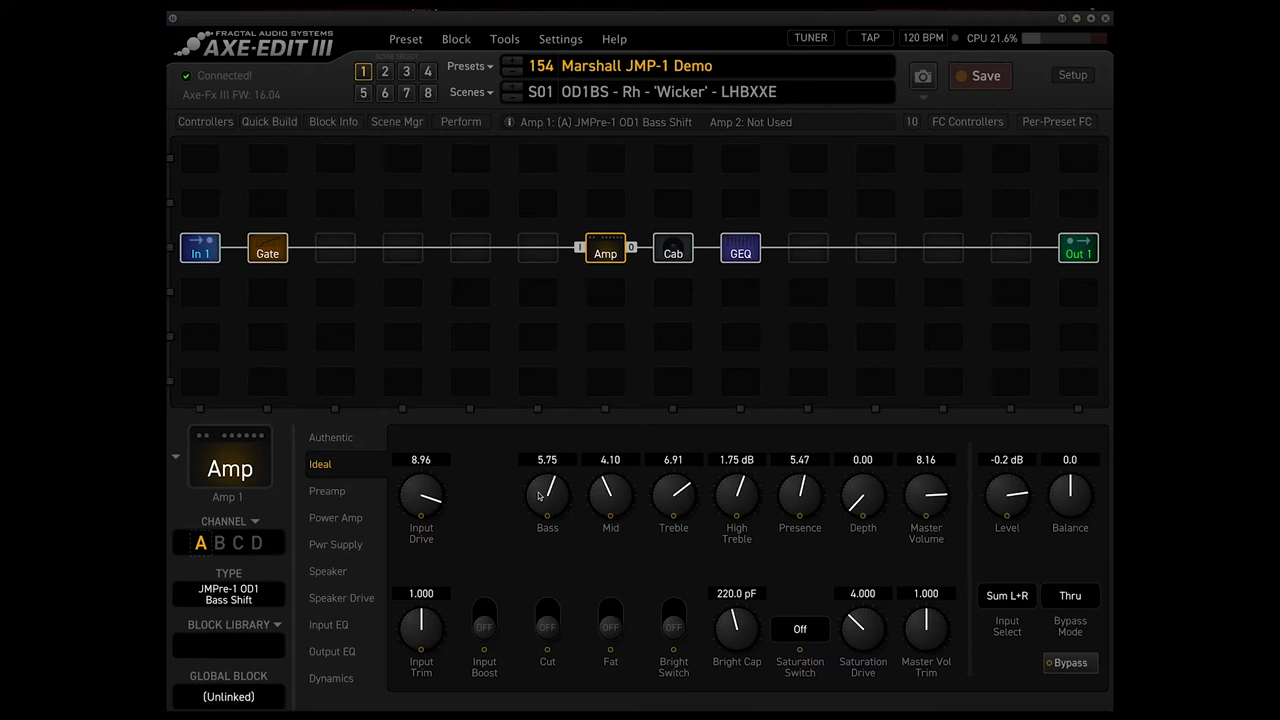 FRACTAL AUDIO SYSTEMS
AXE-EDIT III
Preset Block Tools Settings Help
TUNER TAP 120 BPM CPU 21.6%
Connected!
Axe-Fx III FW: 16.04
SCENE SELECT
1 2 3 4
5 6 7 8
Presets 154 Marshall JMP-1 Demo
Scenes S01 OD1BS - Rh - 'Wicker' - LHBXXE
Save Setup
Controllers Quick Build Block Info Scene Mgr Perform Amp 1: (A) JMPre-1 OD1 Bass Shift Amp 2: Not Used 10 FC Controllers Per-Preset FC
In 1 Gate I Amp O Cab GEQ Out 1
Amp
Amp 1
CHANNEL
A B C D
TYPE
JMPre-1 OD1
Bass Shift
BLOCK LIBRARY
GLOBAL BLOCK
(Unlinked)
Authentic
Ideal
Preamp
Power Amp
Pwr Supply
Speaker
Speaker Drive
Input EQ
Output EQ
Dynamics
8.96 5.75 4.10 6.91 1.75 dB 5.47 0.00 8.16 -0.2 dB 0.0
Input Drive Bass Mid Treble High Treble Presence Depth Master Volume Level Balance
1.000 OFF OFF OFF OFF 220.0 pF Off 4.000 1.000 Sum L+R Thru
Input Trim Input Boost Cut Fat Bright Switch Bright Cap Saturation Switch Saturation Drive Master Vol Trim Input Select Bypass Mode
Bypass